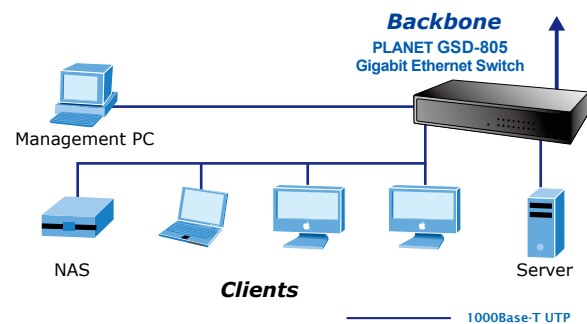 Backbone
PLANET GSD-805
Gigabit Ethernet Switch
Management PC
NAS
Clients
Server
1000Base-T UTP